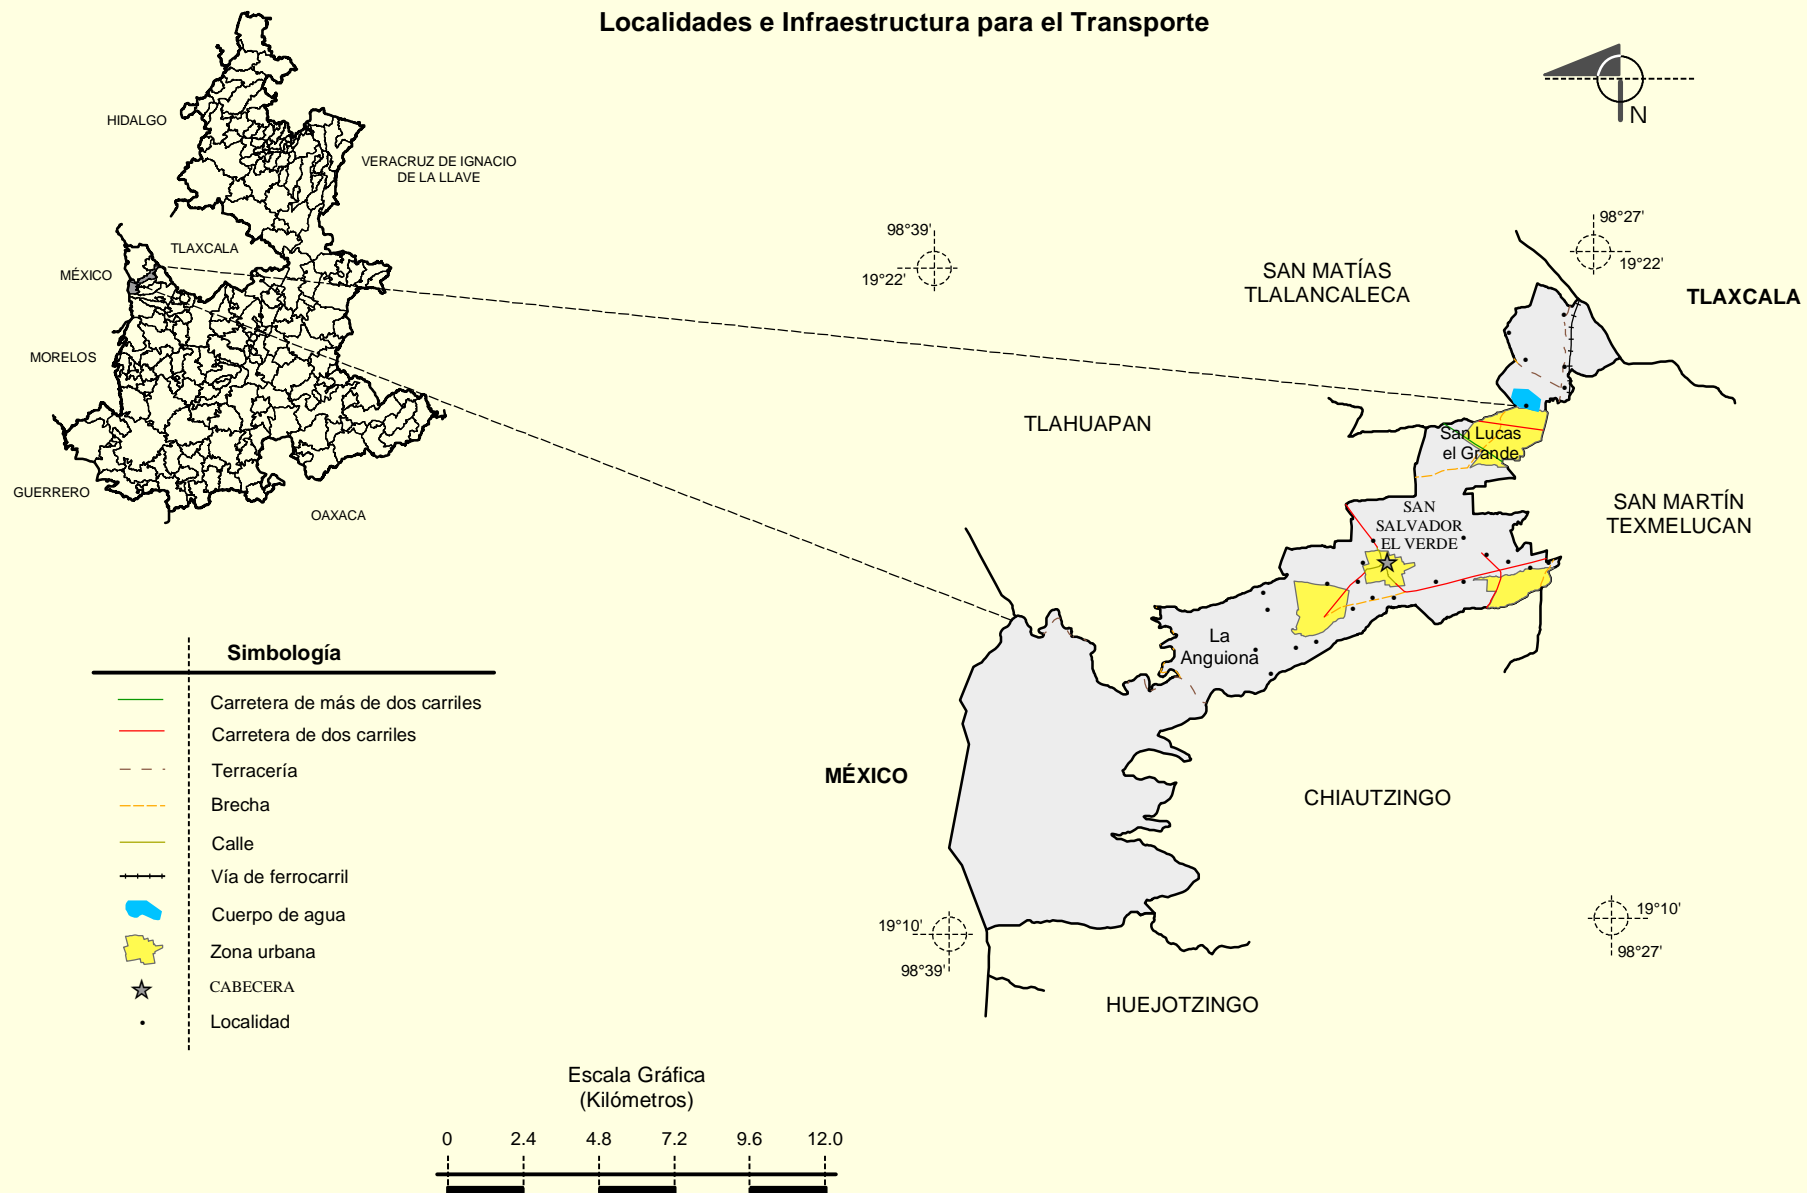 Localidades e Infraestructura para el Transporte
N
HIDALGO
VERACRUZ DE IGNACIO
DE LA LLAVE
TLAXCALA
MÉXICO
MORELOS
GUERRERO
OAXACA
98°39'
19°22'
98°27'
19°22'
SAN MATÍAS
TLALANCALECA
TLAXCALA
TLAHUAPAN
San Lucas
el Grande
SAN MARTÍN
TEXMELUCAN
SAN
SALVADOR
EL VERDE
La
Anguiona
MÉXICO
CHIAUTZINGO
19°10'
98°39'
19°10'
98°27'
HUEJOTZINGO
Simbología
Carretera de más de dos carriles
Carretera de dos carriles
Terracería
Brecha
Calle
Vía de ferrocarril
Cuerpo de agua
Zona urbana
CABECERA
Localidad
Escala Gráfica
(Kilómetros)
0 2.4 4.8 7.2 9.6 12.0